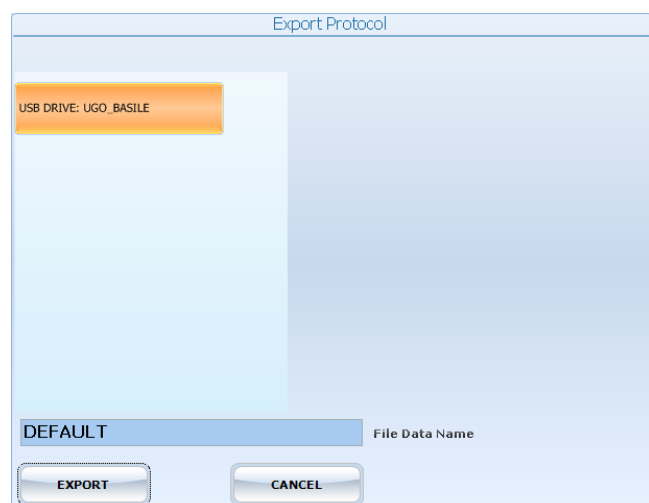 Export Protocol
USB DRIVE: UGO_BASILE
DEFAULT
File Data Name
EXPORT
CANCEL